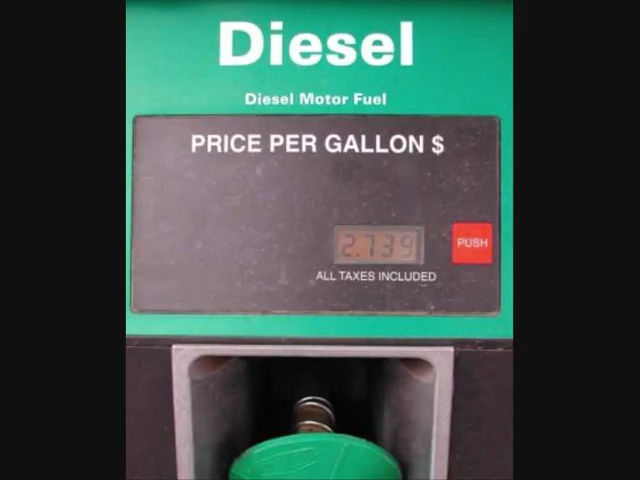 Diesel
Diesel Motor Fuel
PRICE PER GALLON $
2.739
PUSH
ALL TAXES INCLUDED